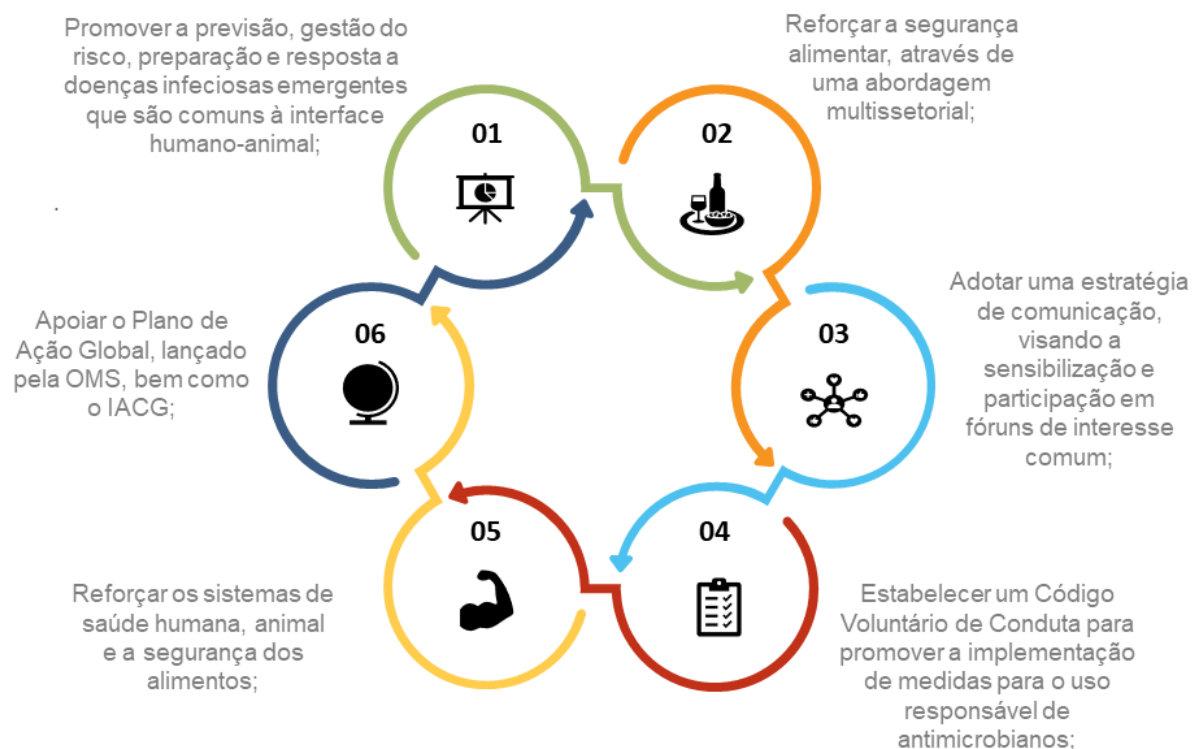 Promover a previsão, gestão do
risco, preparação e resposta a
doenças infeciosas emergentes
que são comuns à interface
humano-animal;
01
Reforçar a segurança
alimentar, através de
uma abordagem
multissetorial;
02
Adotar uma estratégia
de comunicação,
visando a
sensibilização e
participação em
fóruns de interesse
comum;
03
Estabelecer um Código
Voluntário de Conduta para
promover a implementação
de medidas para o uso
responsável de
antimicrobianos;
04
Reforçar os sistemas de
saúde humana, animal
e a segurança dos
alimentos;
05
Apoiar o Plano de
Ação Global, lançado
pela OMS, bem como
o IACG;
06
.